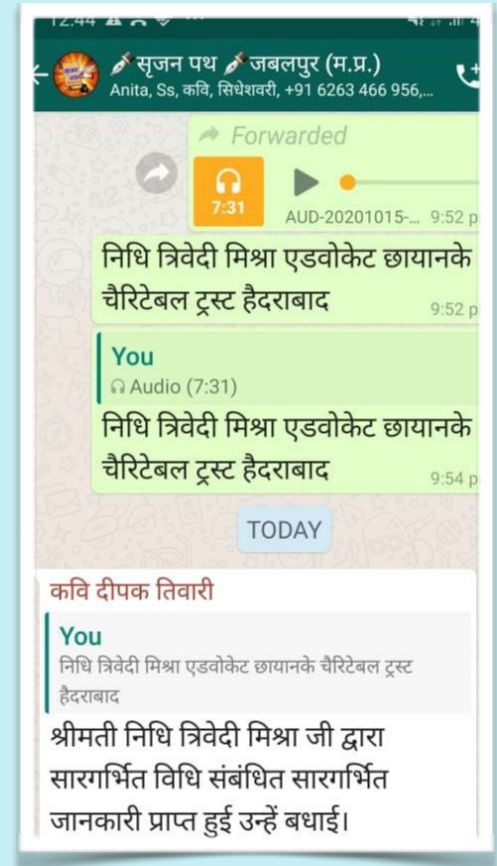 12:44
सृजन पथ जबलपुर (म.प्र.)
Anita, Ss, कवि, सिधेशवरी, +91 6263 466 956,...
Forwarded
7:31
AUD-20201015-... 9:52 p
निधि त्रिवेदी मिश्रा एडवोकेट छायानके
चैरिटेबल ट्रस्ट हैदराबाद
9:52 p
You
Audio (7:31)
निधि त्रिवेदी मिश्रा एडवोकेट छायानके
चैरिटेबल ट्रस्ट हैदराबाद
9:54 p
TODAY
कवि दीपक तिवारी
You
निधि त्रिवेदी मिश्रा एडवोकेट छायानके चैरिटेबल ट्रस्ट
हैदराबाद
श्रीमती निधि त्रिवेदी मिश्रा जी द्वारा
सारगर्भित विधि संबंधित सारगर्भित
जानकारी प्राप्त हुई उन्हें बधाई।